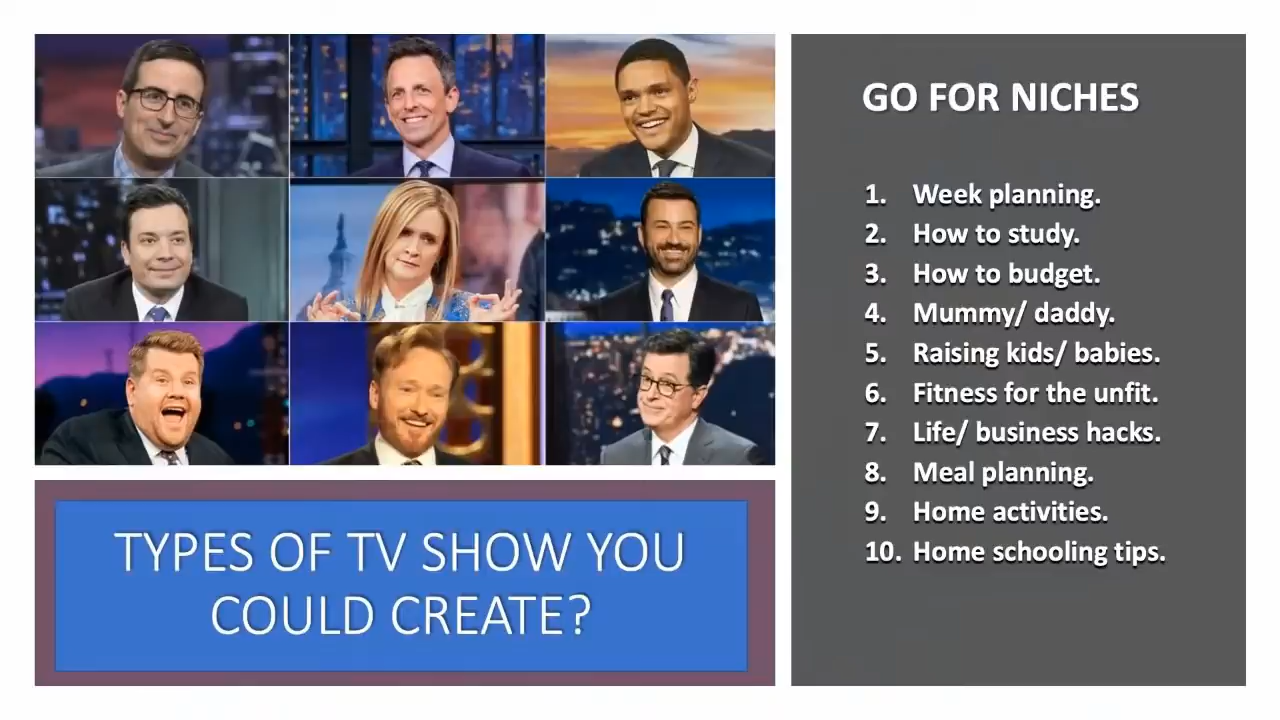 GO FOR NICHES
1. Week planning.
2. How to study.
3. How to budget.
4. Mummy/ daddy.
5. Raising kids/ babies.
6. Fitness for the unfit.
7. Life/ business hacks.
8. Meal planning.
9. Home activities.
10. Home schooling tips.
TYPES OF TV SHOW YOU
COULD CREATE?